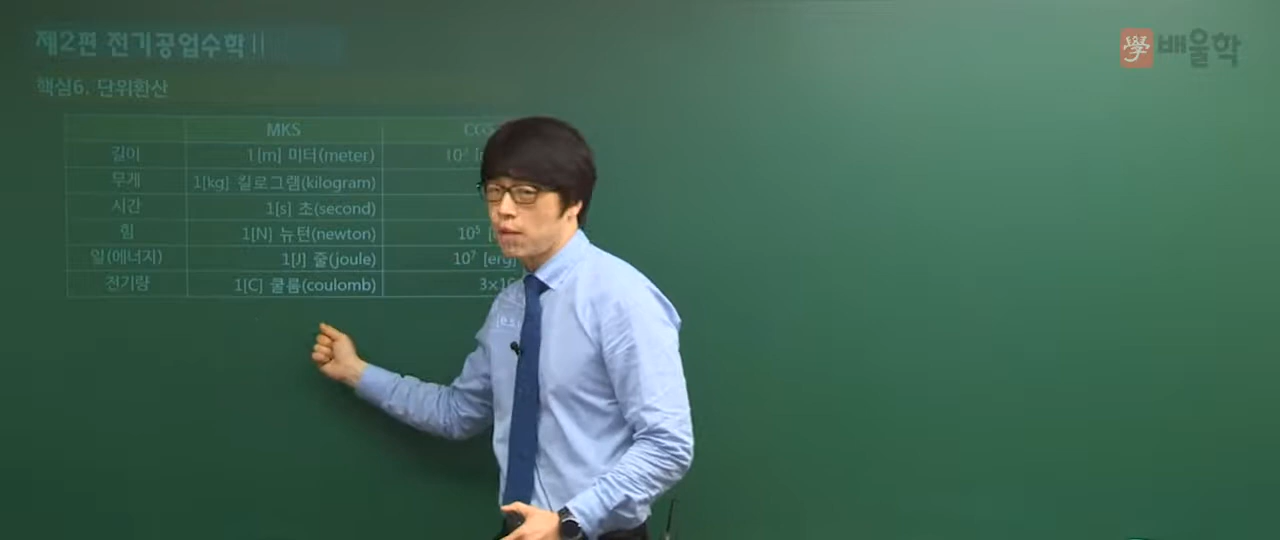 제2편 전기공업수학 II
學 배울학
핵심6. 단위환산
MKS
길이 1[m] 미터(meter)
무게 1[kg] 킬로그램(kilogram)
시간 1[s] 초(second)
힘 1[N] 뉴턴(newton) 10⁵
일(에너지) 1[J] 줄(joule) 10⁷ [erg]
전기량 1[C] 쿨롬(coulomb)